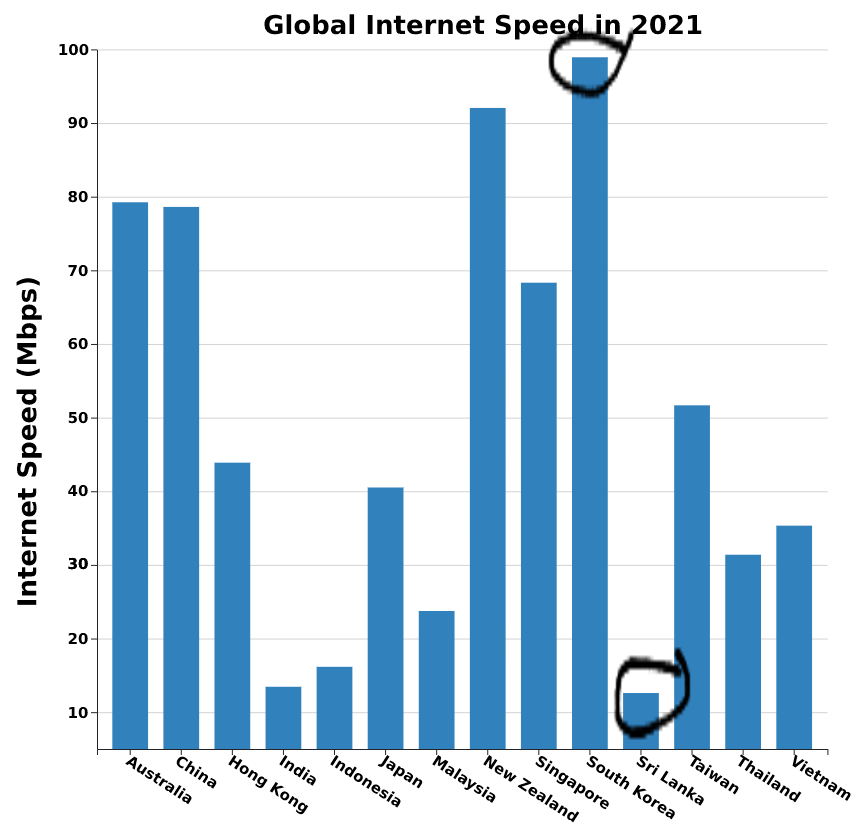 Global Internet Speed in 2021
Internet Speed (Mbps)
100
90
80
70
60
50
40
30
20
10
Australia
China
Hong Kong
India
Indonesia
Japan
Malaysia
New Zealand
Singapore
South Korea
Sri Lanka
Taiwan
Thailand
Vietnam